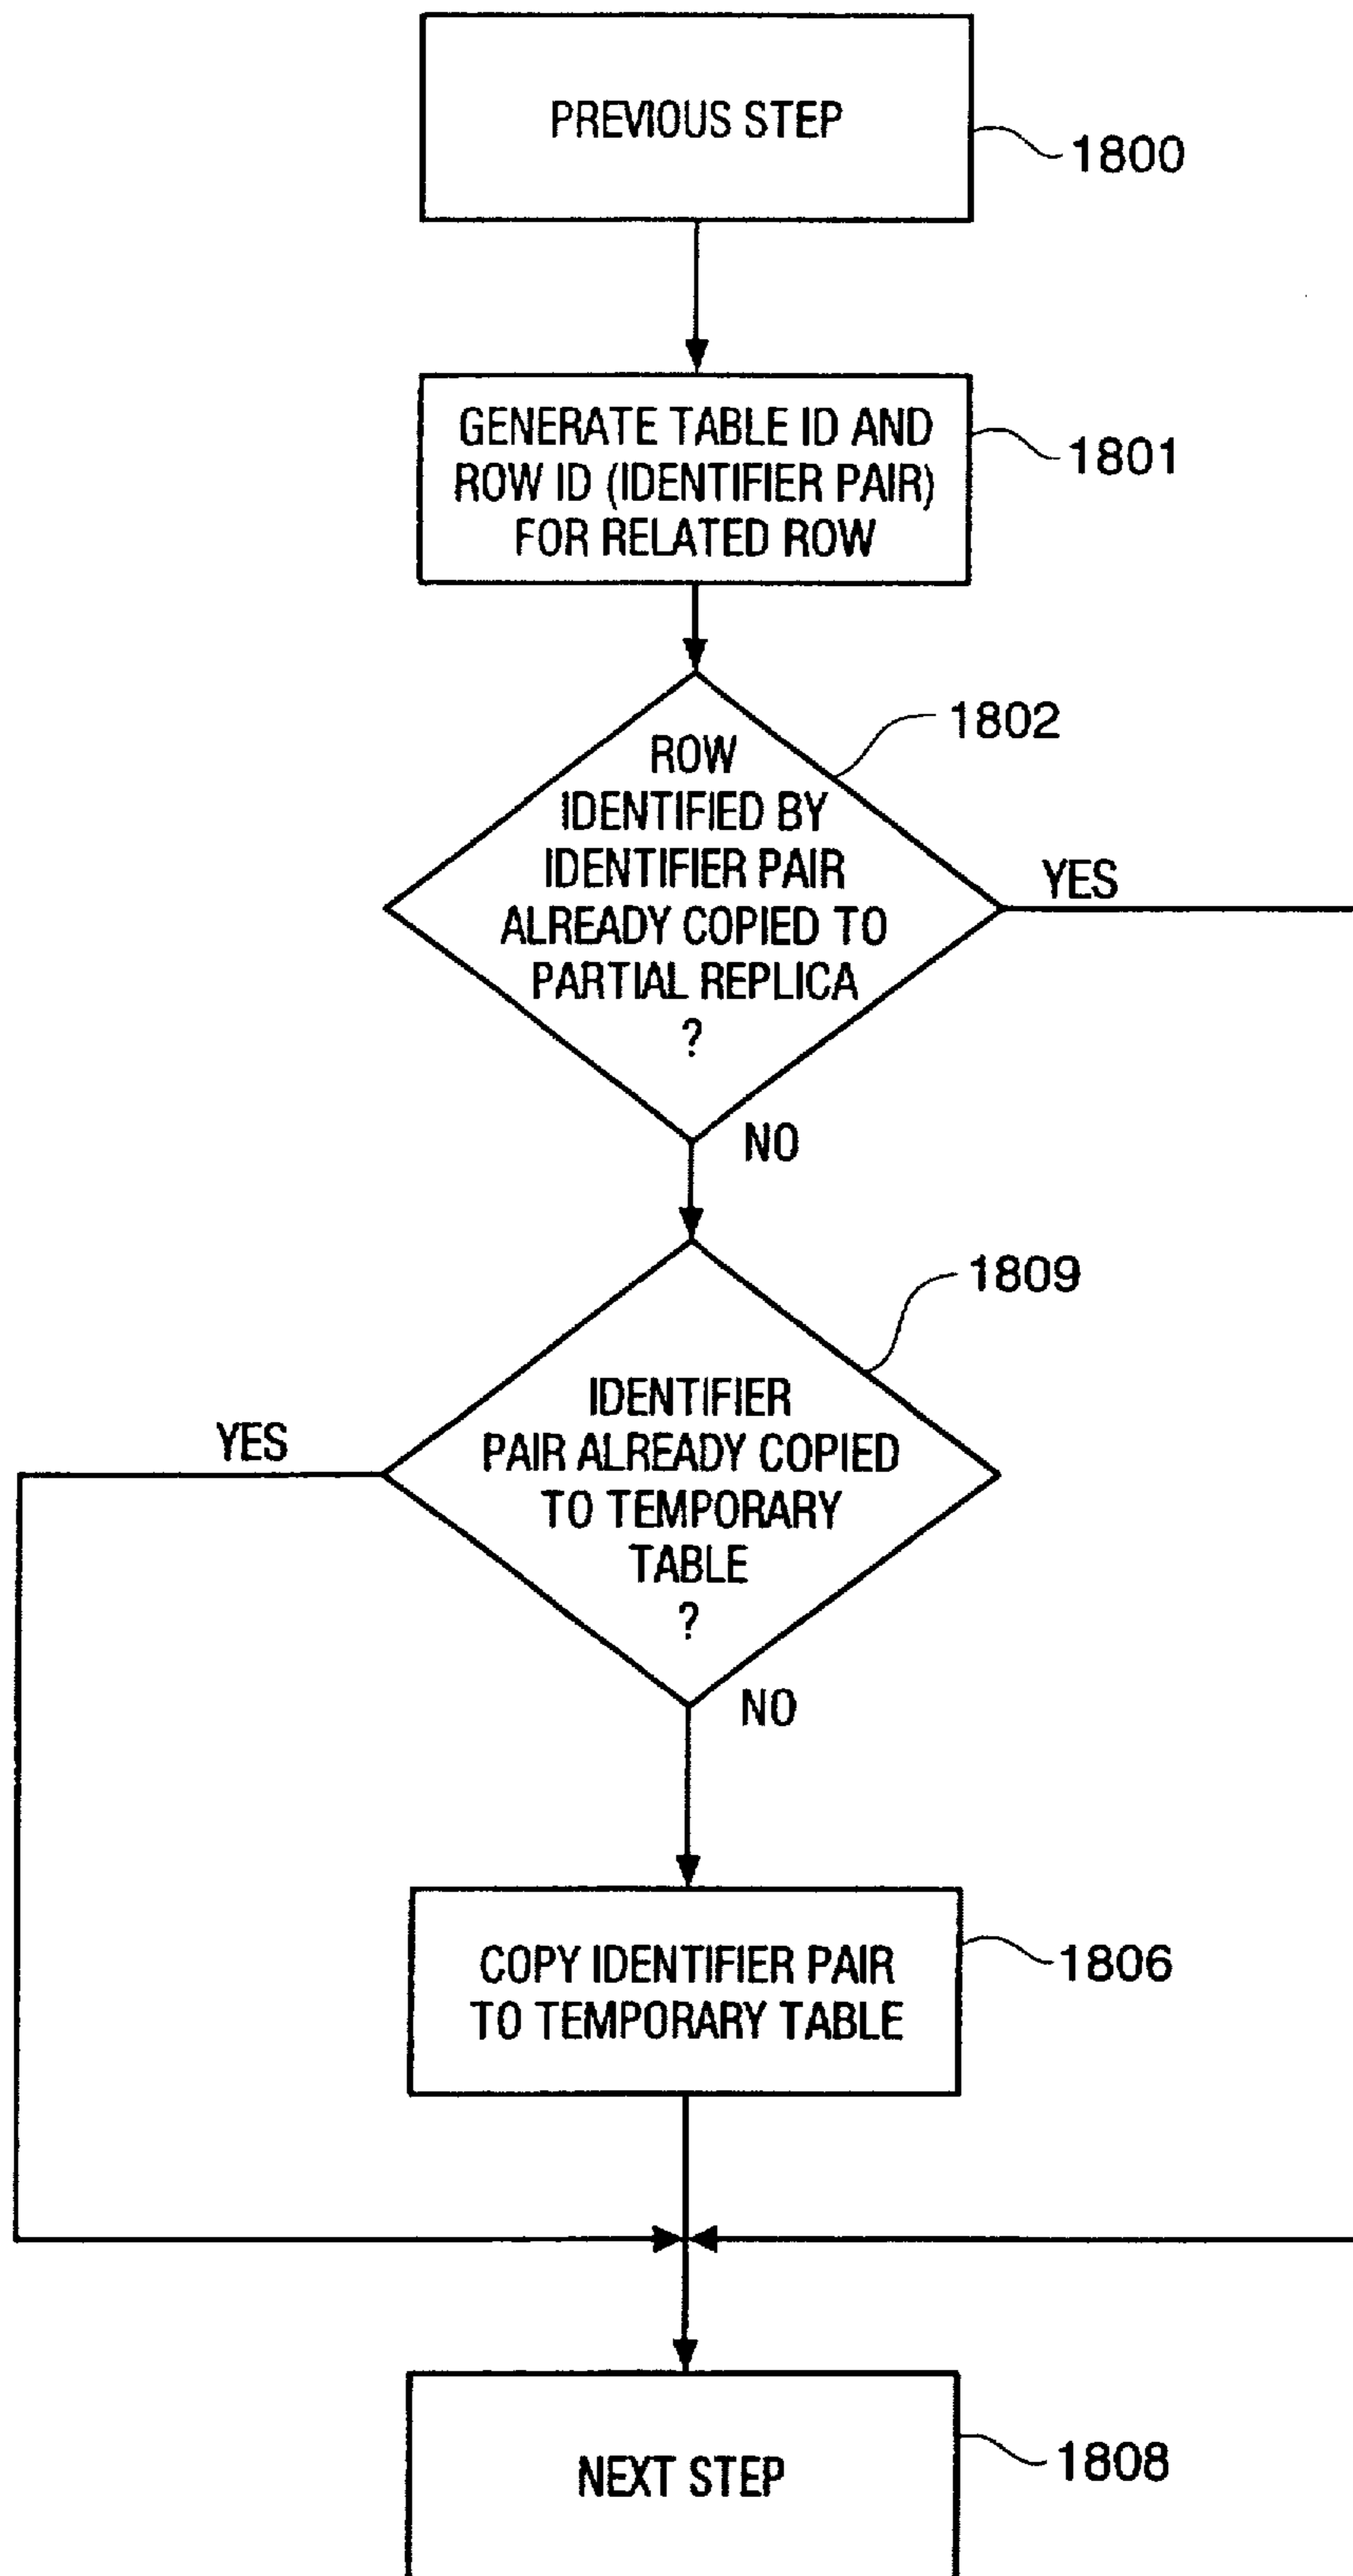 PREVIOUS STEP
1800
GENERATE TABLE ID AND
ROW ID (IDENTIFIER PAIR)
FOR RELATED ROW
1801
ROW
IDENTIFIED BY
IDENTIFIER PAIR
ALREADY COPIED TO
PARTIAL REPLICA
?
1802
YES
NO
IDENTIFIER
PAIR ALREADY COPIED
TO TEMPORARY
TABLE
?
1809
YES
NO
COPY IDENTIFIER PAIR
TO TEMPORARY TABLE
1806
NEXT STEP
1808